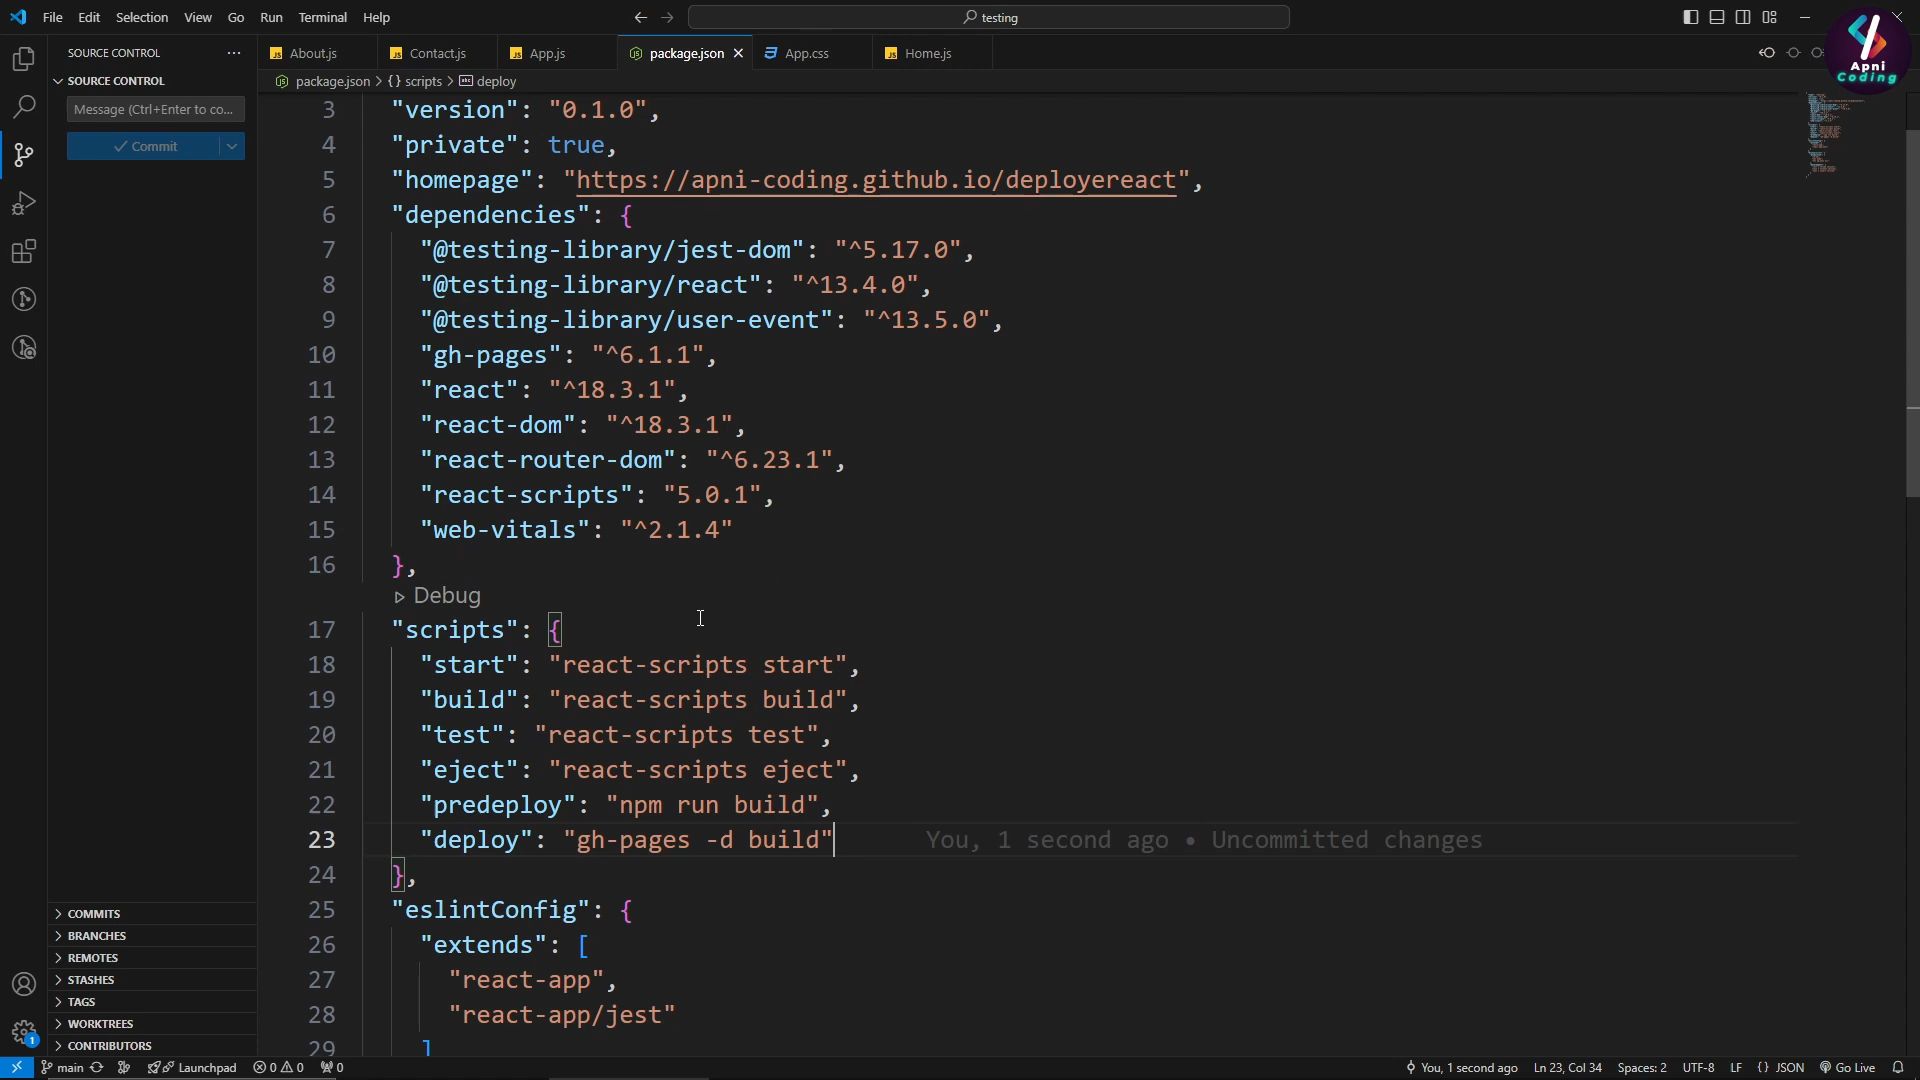 File Edit Selection View Go Run Terminal Help
testing
Apni
Coding
SOURCE CONTROL
SOURCE CONTROL
Message (Ctrl+Enter to co...
Commit
About.js
Contact.js
App.js
package.json
App.css
Home.js
package.json > {} scripts > deploy
3 "version": "0.1.0",
4 "private": true,
5 "homepage": "https://apni-coding.github.io/deployereact",
6 "dependencies": {
7 "@testing-library/jest-dom": "^5.17.0",
8 "@testing-library/react": "^13.4.0",
9 "@testing-library/user-event": "^13.5.0",
10 "gh-pages": "^6.1.1",
11 "react": "^18.3.1",
12 "react-dom": "^18.3.1",
13 "react-router-dom": "^6.23.1",
14 "react-scripts": "5.0.1",
15 "web-vitals": "^2.1.4"
16 },
Debug
17 "scripts": {
18 "start": "react-scripts start",
19 "build": "react-scripts build",
20 "test": "react-scripts test",
21 "eject": "react-scripts eject",
22 "predeploy": "npm run build",
23 "deploy": "gh-pages -d build" You, 1 second ago • Uncommitted changes
24 },
25 "eslintConfig": {
26 "extends": [
27 "react-app",
28 "react-app/jest"
29 ]
COMMITS
BRANCHES
REMOTES
STASHES
TAGS
WORKTREES
CONTRIBUTORS
1
main Launchpad 0 0 0 You, 1 second ago Ln 23, Col 34 Spaces: 2 UTF-8 LF {} JSON Go Live